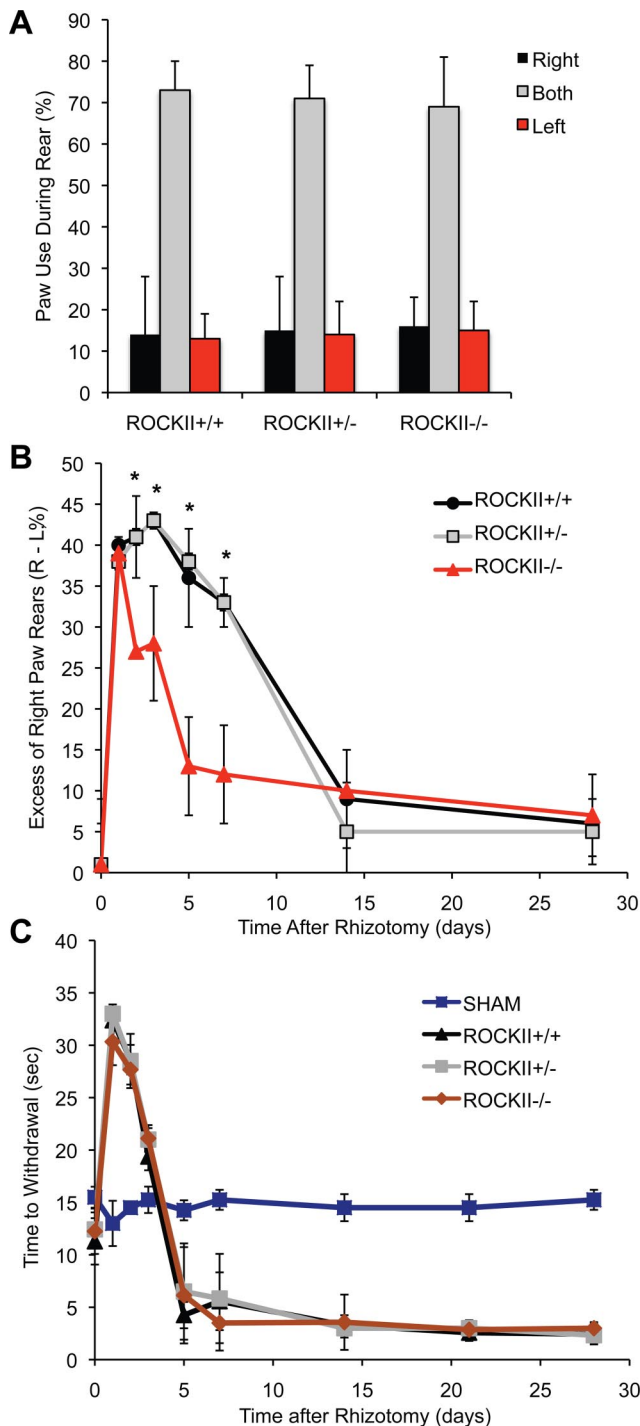 A
Paw Use During Rear (%)
90
80
70
60
50
40
30
20
10
0
Right
Both
Left
ROCKII+/+ ROCKII+/- ROCKII-/-
B
Excess of Right Paw Rears (R - L%)
50
45
40
35
30
25
20
15
10
5
0
* * * *
ROCKII+/+
ROCKII+/-
ROCKII-/-
0 5 10 15 20 25 30
Time After Rhizotomy (days)
C
Time to Withdrawal (sec)
40
35
30
25
20
15
10
5
0
SHAM
ROCKII+/+
ROCKII+/-
ROCKII-/-
0 5 10 15 20 25 30
Time after Rhizotomy (days)